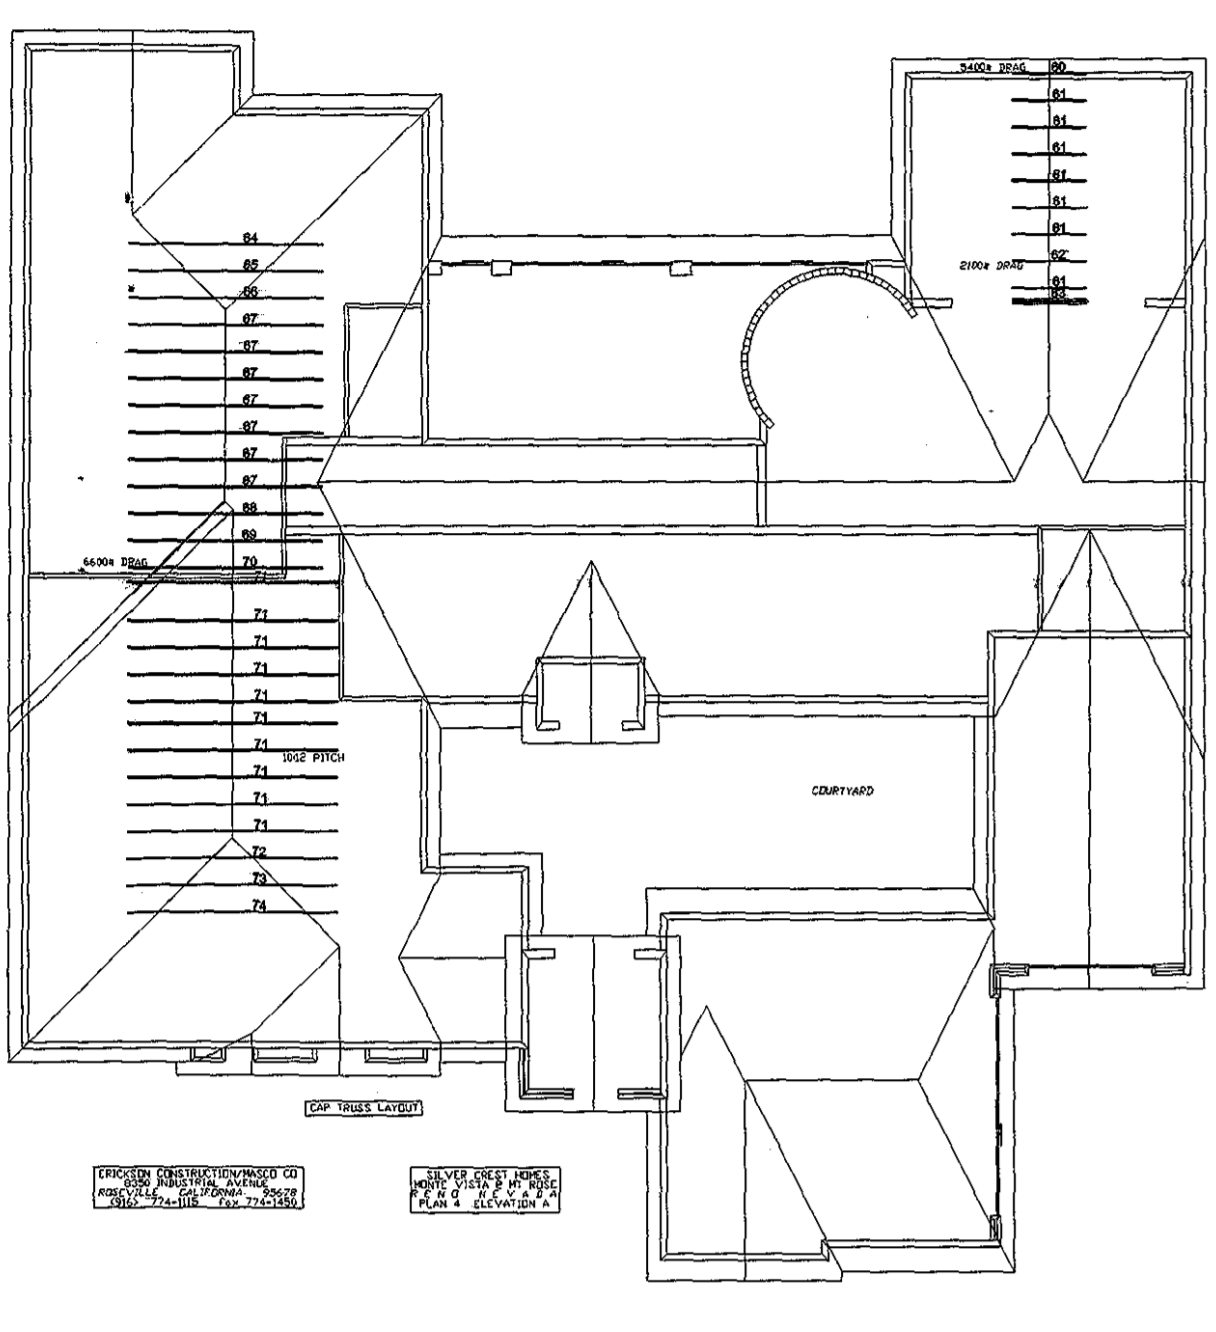 5400# DRAG 60
61
61
61
61
61
61
2100# DRAG 62
61
63
64
65
66
67
67
67
67
67
67
67
68
69
6600# DRAG 70
71
71
71
71
71
71
71
10:12 PITCH
71
71
71
72
73
74
COURTYARD
CAP TRUSS LAYOUT
ERICKSON CONSTRUCTION/MASCO CO
8350 INDUSTRIAL AVENUE
ROSEVILLE CALIFORNIA 95678
(916) 774-1115 Fax 774-1450
SILVER CREST HOMES
MONTE VISTA @ MT ROSE
RENO NEVADA
PLAN 4 ELEVATION A